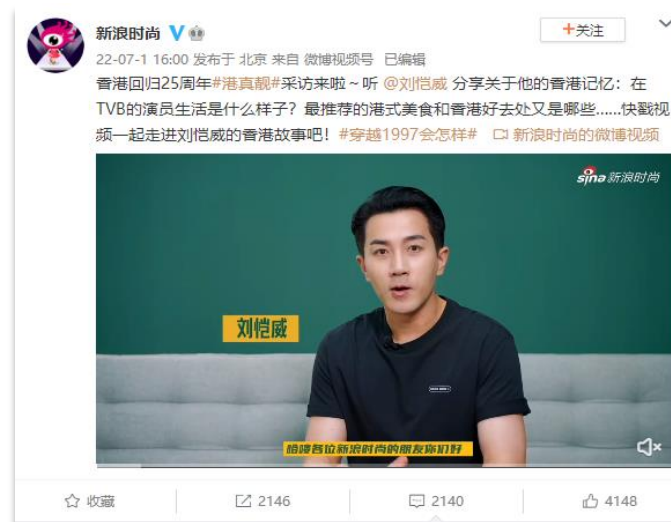 新浪时尚
+关注
22-07-1 16:00 发布于 北京 来自 微博视频号 已编辑
香港回归25周年#港真靓#采访来啦～听 @刘恺威 分享关于他的香港记忆：在
TVB的演员生活是什么样子？最推荐的港式美食和香港好去处又是哪些......快戳视
频一起走进刘恺威的香港故事吧！#穿越1997会怎样# 新浪时尚的微博视频
sina 新浪时尚
刘恺威
各位新浪时尚的朋友你们好
收藏
2146
2140
4148